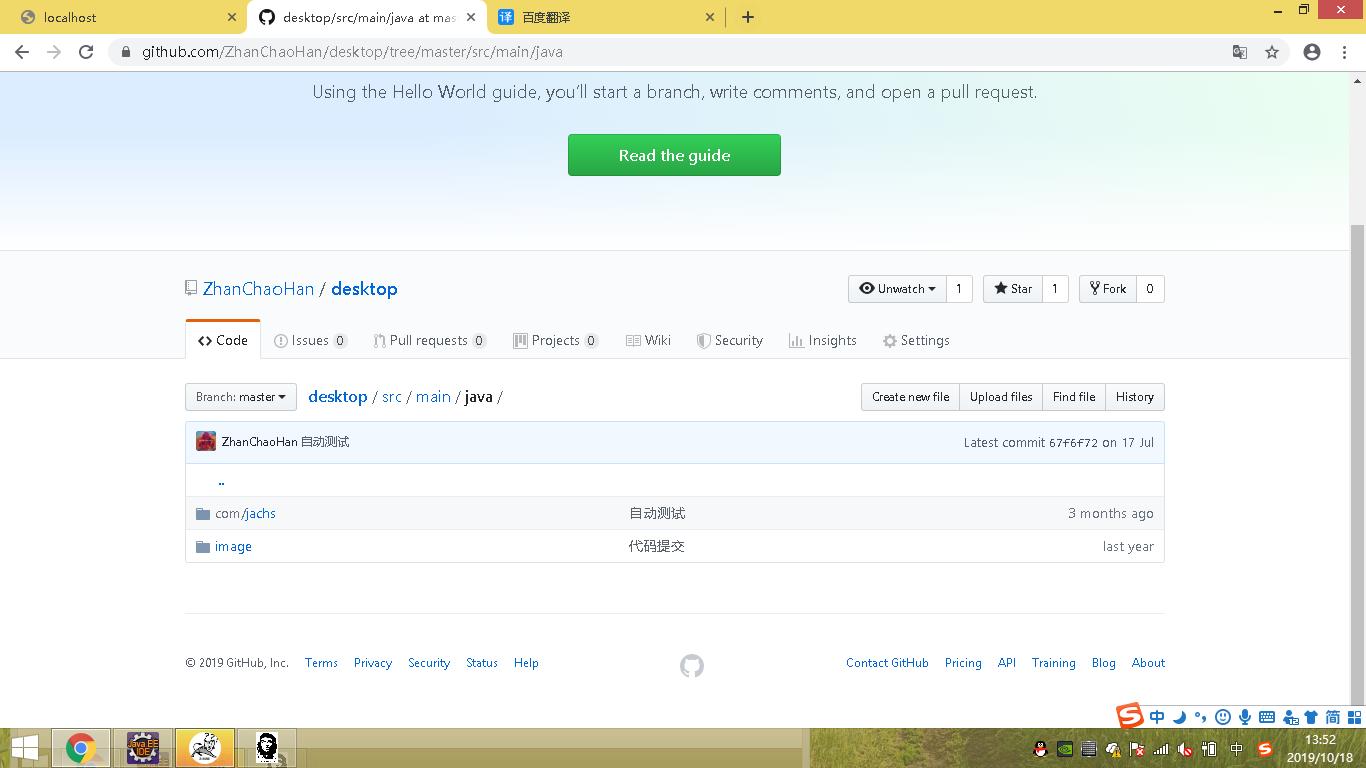 localhost
desktop/src/main/java at mas
百度翻译
github.com/ZhanChaoHan/desktop/tree/master/src/main/java
Using the Hello World guide, you’ll start a branch, write comments, and open a pull request.
Read the guide
ZhanChaoHan / desktop
Unwatch 1 Star 1 Fork 0
Code Issues 0 Pull requests 0 Projects 0 Wiki Security Insights Settings
Branch: master desktop / src / main / java / Create new file Upload files Find file History
ZhanChaoHan 自动测试 Latest commit 67f6f72 on 17 Jul
..
com/jachs 自动测试 3 months ago
image 代码提交 last year
© 2019 GitHub, Inc. Terms Privacy Security Status Help Contact GitHub Pricing API Training Blog About
S 中 简
Java EE IDE
中 S
13:52
2019/10/18